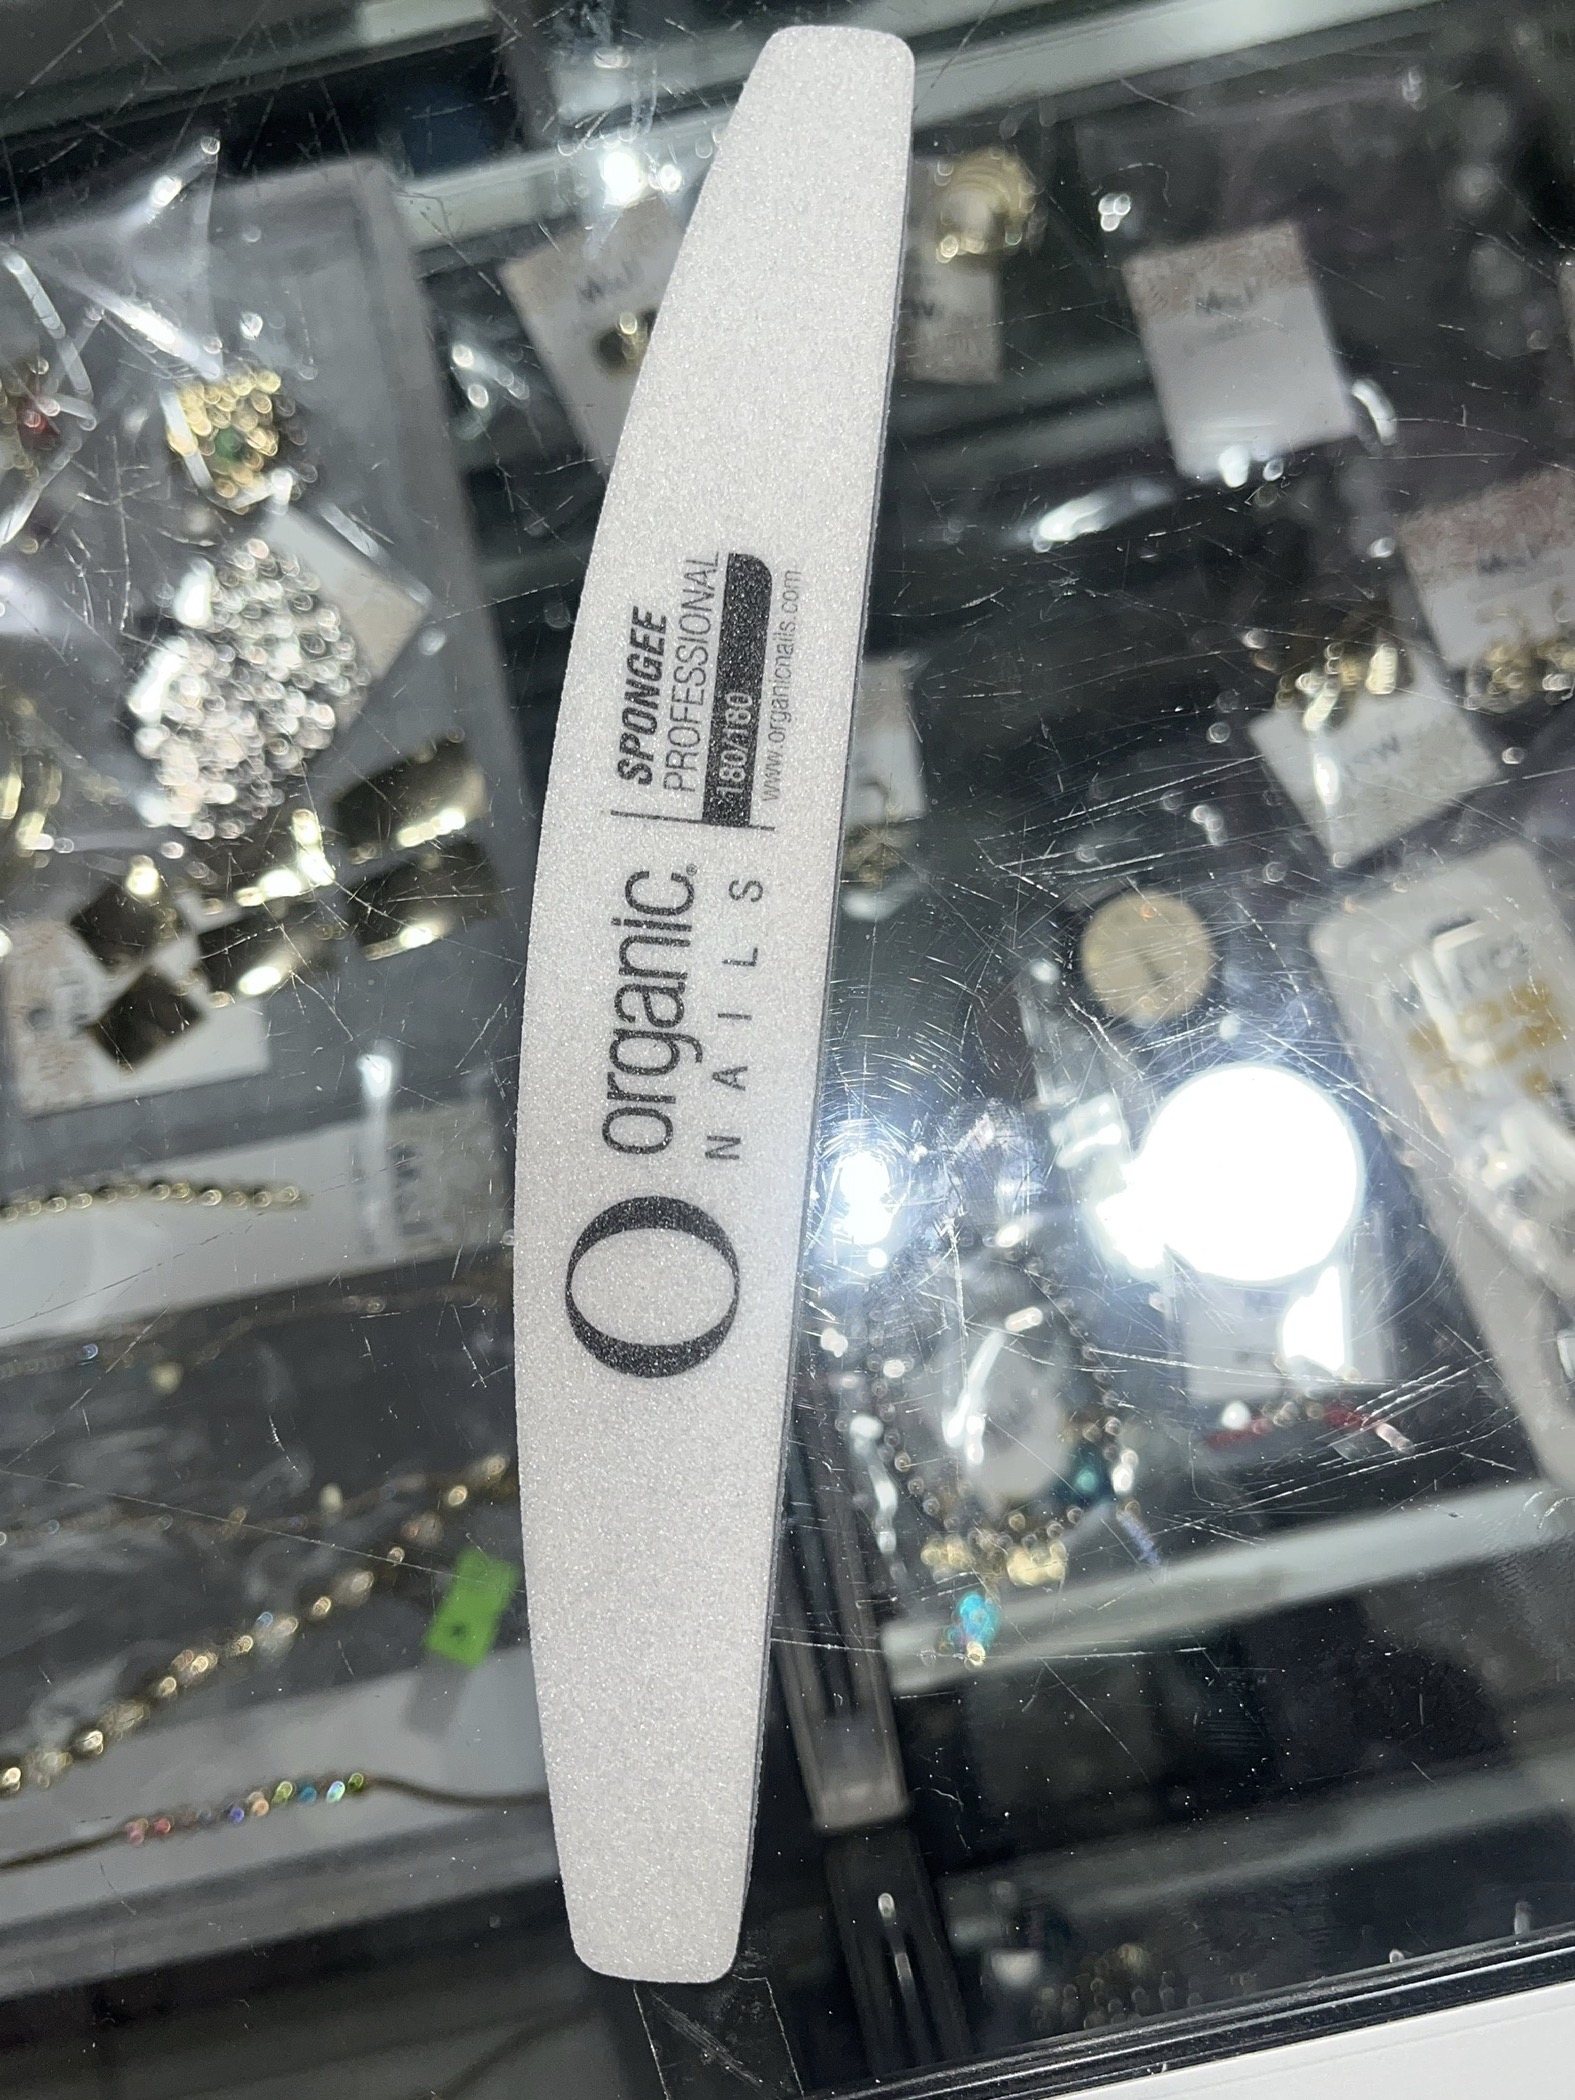 O organic®
NAILS
SPONGEE
PROFESSIONAL
180/180
www.organicnails.com